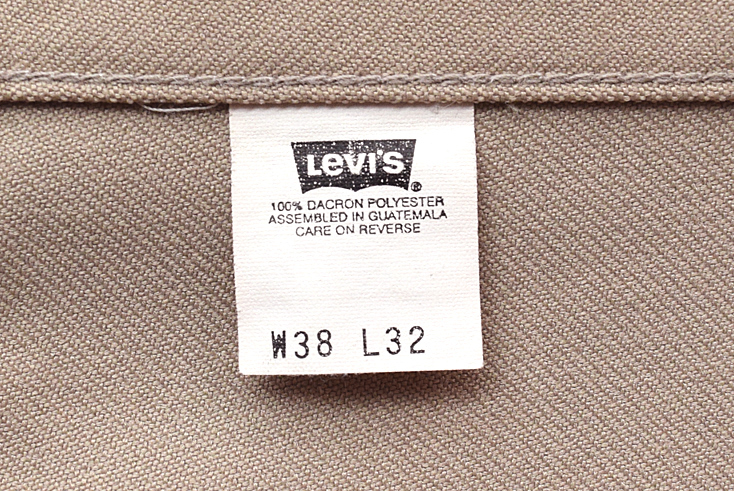 Levi's®
100% DACRON POLYESTER
ASSEMBLED IN GUATEMALA
CARE ON REVERSE
W38 L32